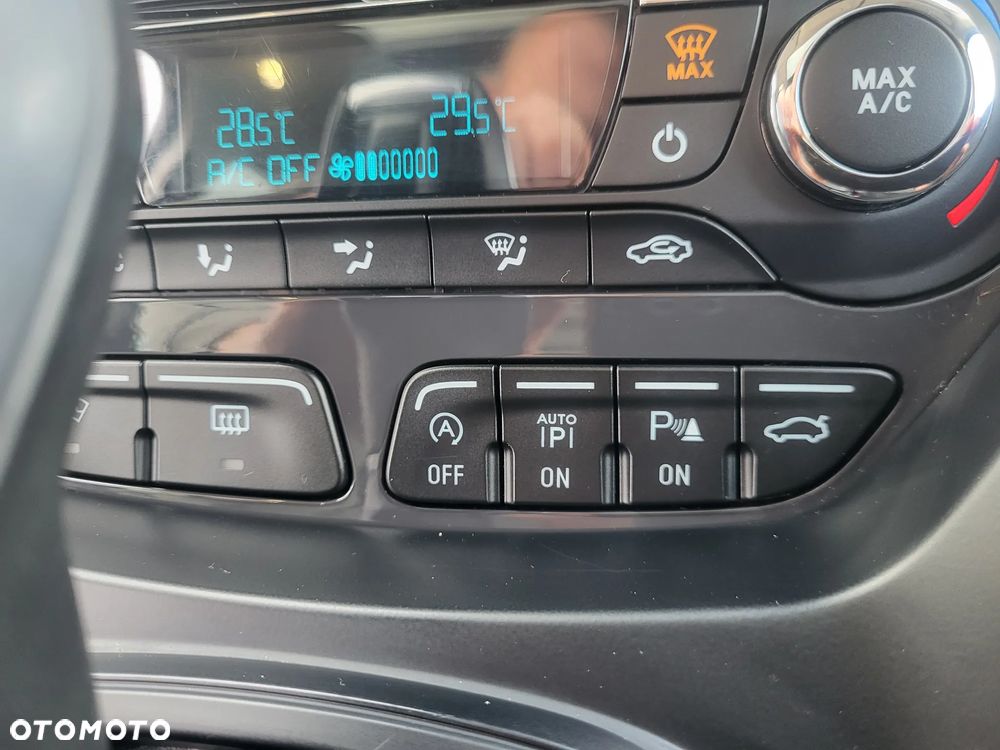 MAX
MAX
A/C
28.5°C
29.5°C
A/C OFF
A
OFF
AUTO
P
ON
P
ON
OTOMOTO